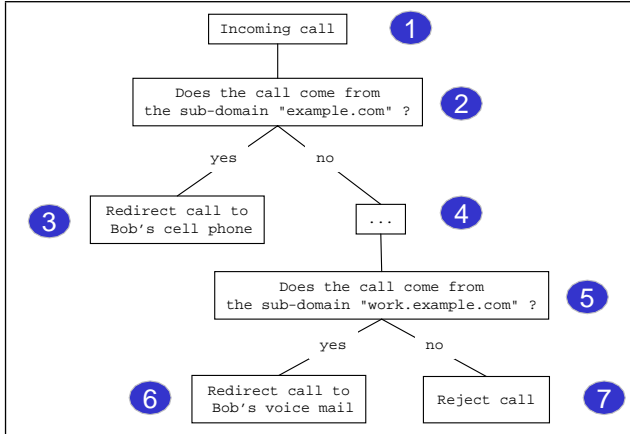 Incoming call
1
Does the call come from
the sub-domain "example.com" ?
2
yes
no
3
Redirect call to
Bob's cell phone
...
4
Does the call come from
the sub-domain "work.example.com" ?
5
yes
no
6
Redirect call to
Bob's voice mail
Reject call
7